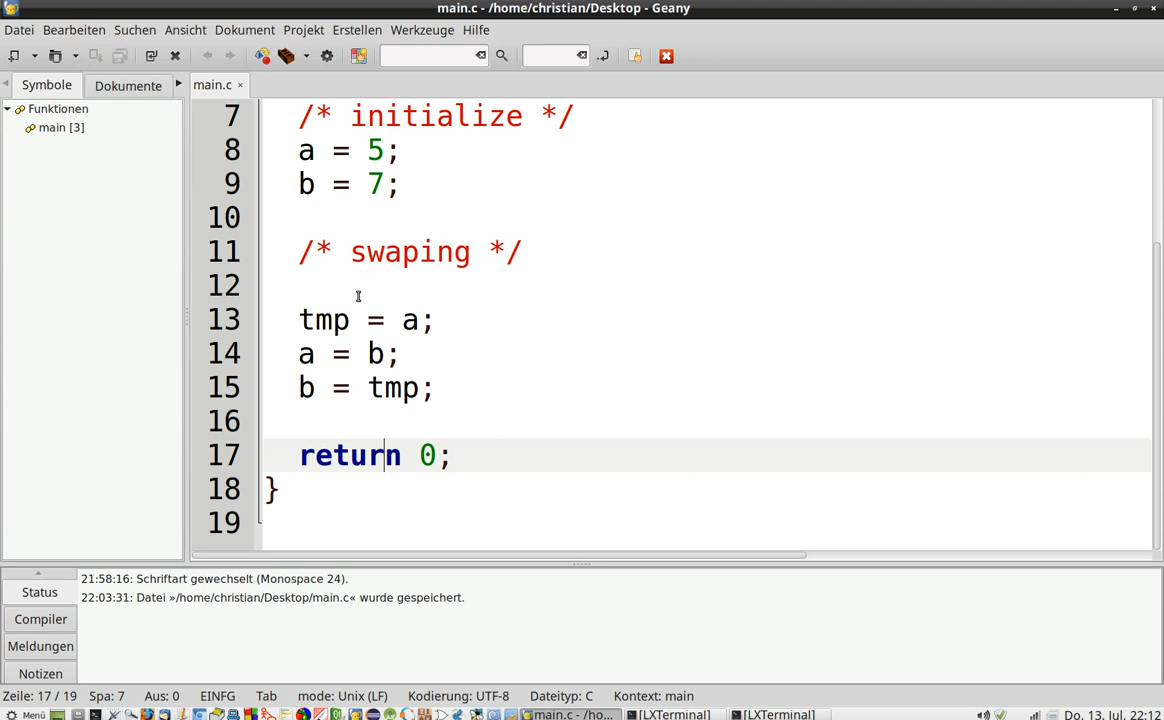 main.c - /home/christian/Desktop - Geany
Datei Bearbeiten Suchen Ansicht Dokument Projekt Erstellen Werkzeuge Hilfe
Symbole Dokumente main.c ×
Funktionen
main [3]
7 /* initialize */
8 a = 5;
9 b = 7;
10
11 /* swaping */
12
13 tmp = a;
14 a = b;
15 b = tmp;
16
17 return 0;
18 }
19
Status
Compiler
Meldungen
Notizen
21:58:16: Schriftart gewechselt (Monospace 24).
22:03:31: Datei »/home/christian/Desktop/main.c« wurde gespeichert.
Zeile: 17 / 19 Spa: 7 Aus: 0 EINFG Tab mode: Unix (LF) Kodierung: UTF-8 Dateityp: C Kontext: main
Menü main.c - /ho... [LXTerminal] [LXTerminal] Do. 13. Jul, 22:12